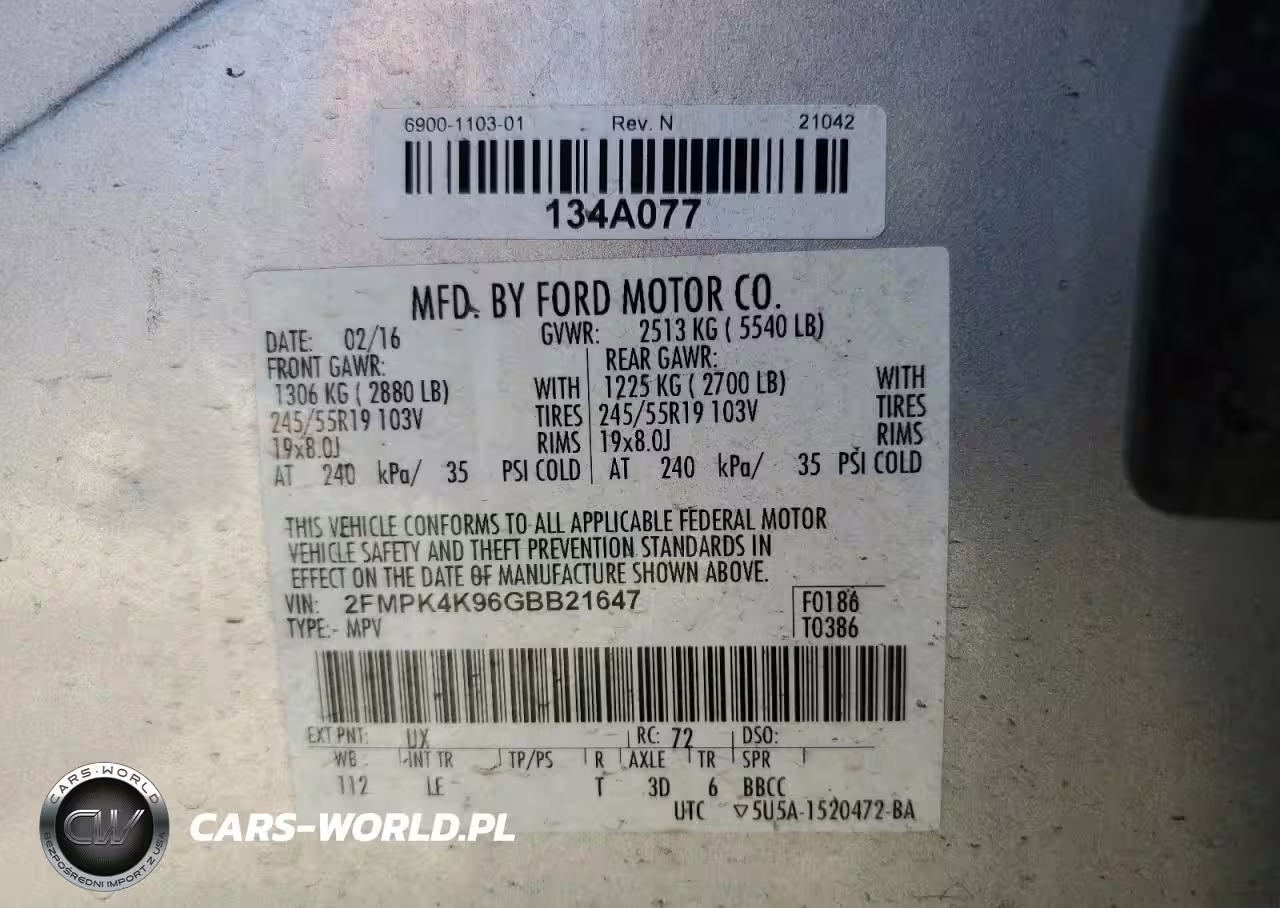 6900-1103-01 Rev. N 21042
134A077
MFD. BY FORD MOTOR CO.
DATE: 02/16 GVWR: 2513 KG ( 5540 LB)
FRONT GAWR: REAR GAWR:
1306 KG ( 2880 LB) WITH 1225 KG ( 2700 LB) WITH
245/55R19 103V TIRES 245/55R19 103V TIRES
19x8.0J RIMS 19x8.0J RIMS
AT 240 kPa/ 35 PSI COLD AT 240 kPa/ 35 PSI COLD
THIS VEHICLE CONFORMS TO ALL APPLICABLE FEDERAL MOTOR
VEHICLE SAFETY AND THEFT PREVENTION STANDARDS IN
EFFECT ON THE DATE OF MANUFACTURE SHOWN ABOVE.
VIN: 2FMPK4K96GBB21647 F0186
TYPE:- MPV T0386
EXT PNT: UX RC: 72 DSO:
WB INT TR TP/PS R AXLE TR SPR
112 LE T 3D 6 BBCC
UTC ▽5U5A-1520472-BA
CARS-WORLD
CW
BEZPOŚREDNI IMPORT Z USA
CARS-WORLD.PL